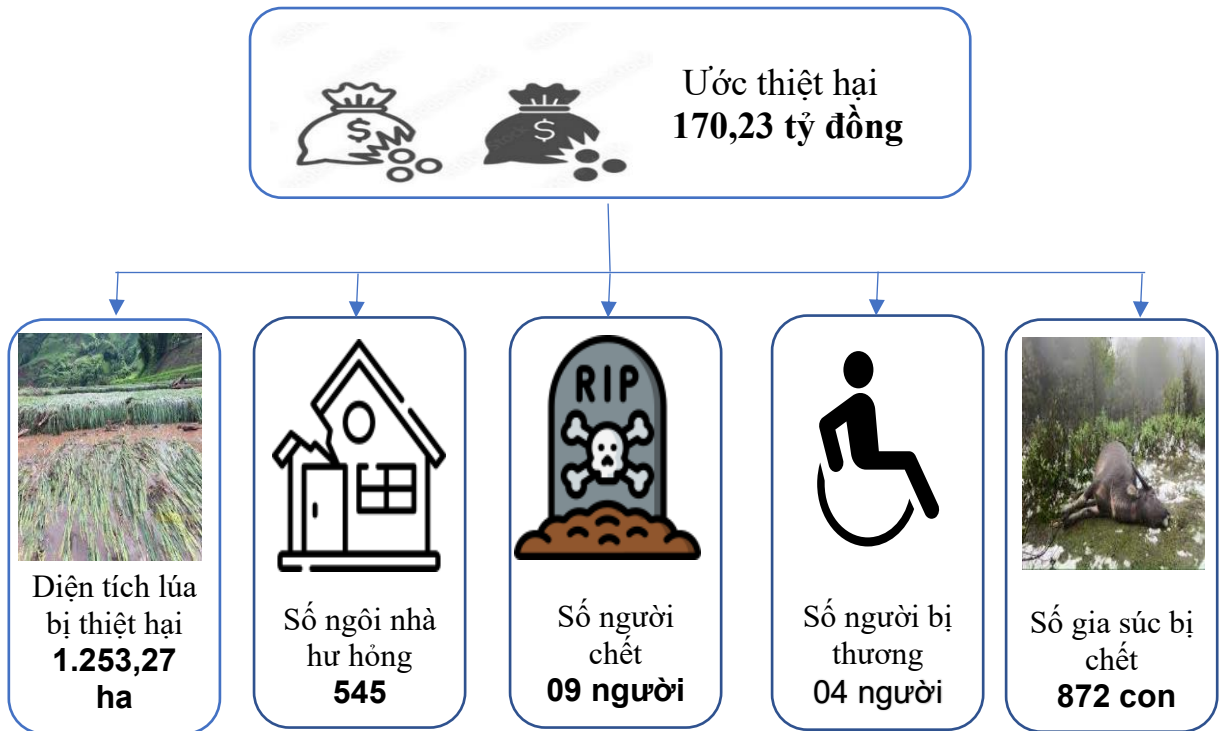 Ước thiệt hại
170,23 tỷ đồng
$
$
RIP
Diện tích lúa
bị thiệt hại
1.253,27
ha
Số ngôi nhà
hư hỏng
545
Số người
chết
09 người
Số người bị
thương
04 người
Số gia súc bị
chết
872 con